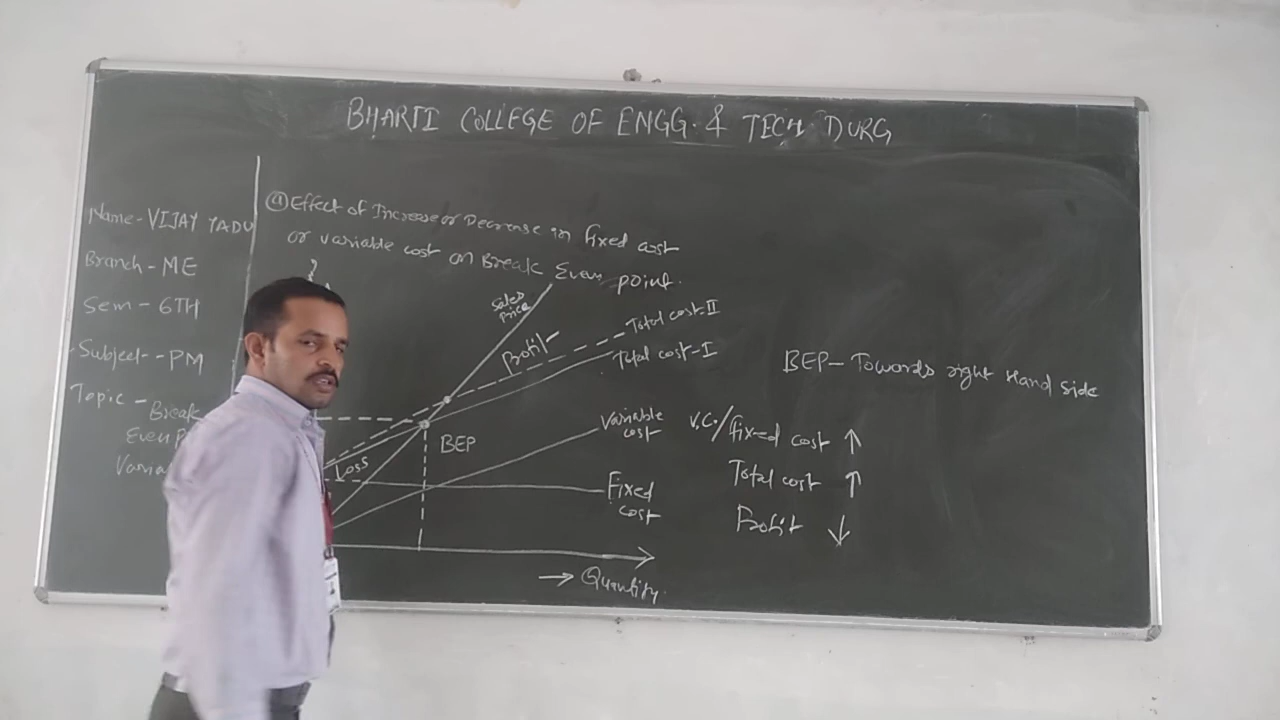 BHARTI COLLEGE OF ENGG. & TECH. DURG
Name - VIJAY YADU
Branch - ME
Sem - 6TH
Subject - PM
Topic - Break
Even
① Effect of Increase or Decrease in fixed cost
or variable cost on Break Even point.
Sales
Price
Profit
Total cost-II
Total cost-I
Variable
cost
BEP
Loss
Fixed
cost
→ Quantity
BEP - Towards right Hand side
V.C./fixed cost ↑
Total cost ↑
Profit ↓